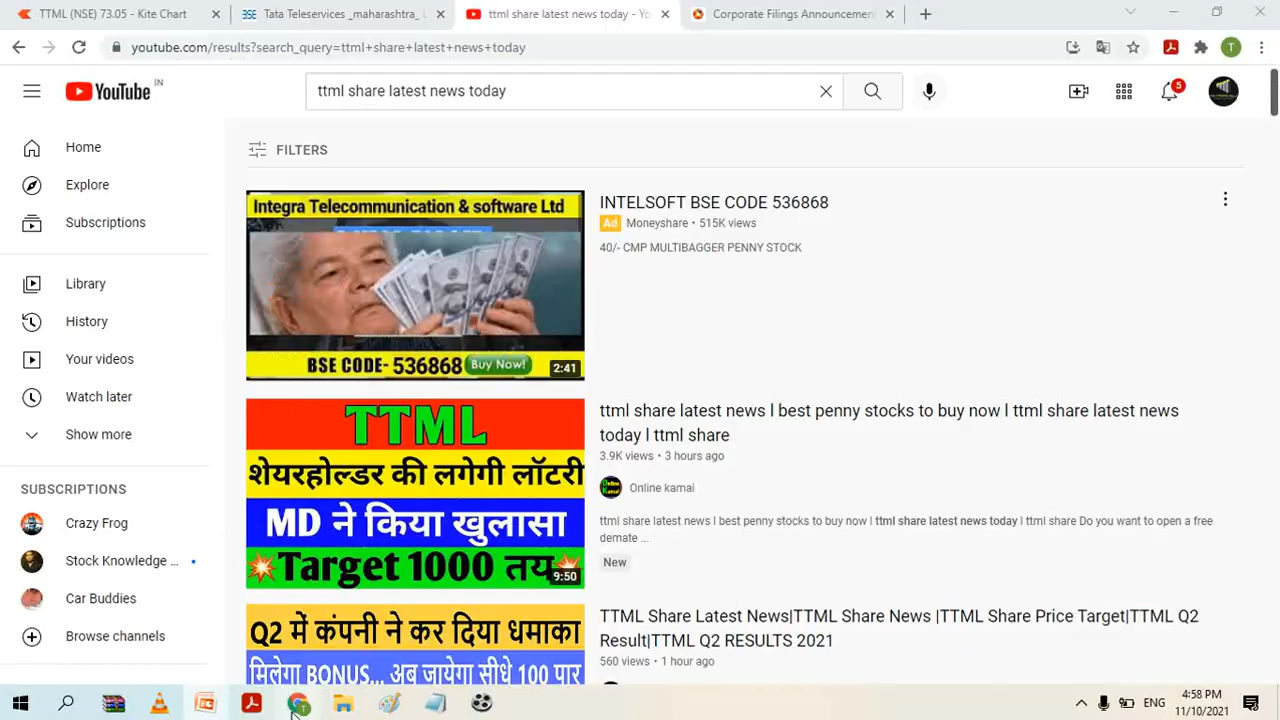 TTML (NSE) 73.05 - Kite Chart
BSE Tata Teleservices _maharashtra_ L
ttml share latest news today - Yo
Corporate Filings Announcement
youtube.com/results?search_query=ttml+share+latest+news+today
T
YouTube IN
ttml share latest news today
5
Home
Explore
Subscriptions
Library
History
Your videos
Watch later
Show more
SUBSCRIPTIONS
Crazy Frog
Stock Knowledge ...
Car Buddies
Browse channels
FILTERS
Integra Telecommunication & software Ltd
BSE CODE- 536868 Buy Now!
2:41
INTELSOFT BSE CODE 536868
Ad Moneyshare • 515K views
40/- CMP MULTIBAGGER PENNY STOCK
TTML
शेयरहोल्डर की लगेगी लॉटरी
MD ने किया खुलासा
Target 1000 तय
9:50
ttml share latest news l best penny stocks to buy now l ttml share latest news
today l ttml share
3.9K views • 3 hours ago
Online kamai
ttml share latest news l best penny stocks to buy now l ttml share latest news today l ttml share Do you want to open a free
demate ...
New
Q2 में कंपनी ने कर दिया धमाका
मिलेगा BONUS... अब जायेगा सीधे 100 पार
TTML Share Latest News|TTML Share News |TTML Share Price Target|TTML Q2
Result|TTML Q2 RESULTS 2021
560 views • 1 hour ago
ENG
4:58 PM
11/10/2021